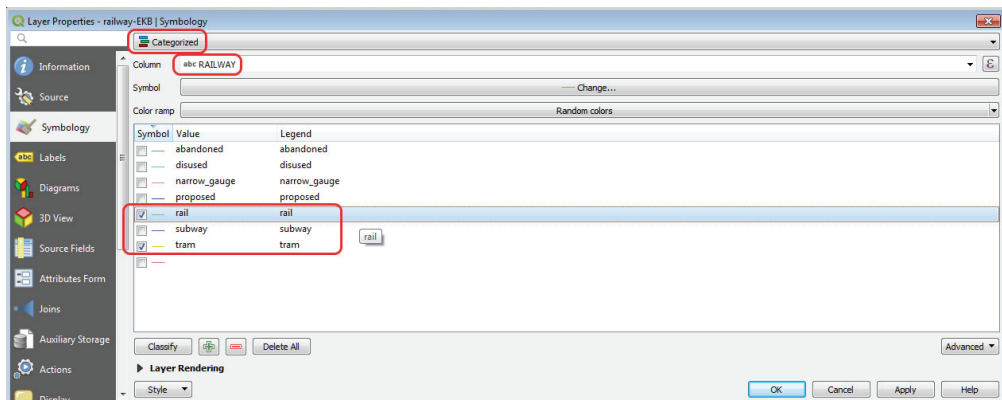 Layer Properties - railway-EKB | Symbology
Categorized
Information
Column abc RAILWAY ε
Source
Symbol Change...
Color ramp Random colors
Symbology
Symbol Value Legend
abandoned abandoned
abc Labels
disused disused
narrow_gauge narrow_gauge
Diagrams
proposed proposed
3D View
rail rail
subway subway
rail
tram tram
Source Fields
Attributes Form
Joins
Auxiliary Storage
Classify Delete All Advanced
Actions
Layer Rendering
Display
Style OK Cancel Apply Help